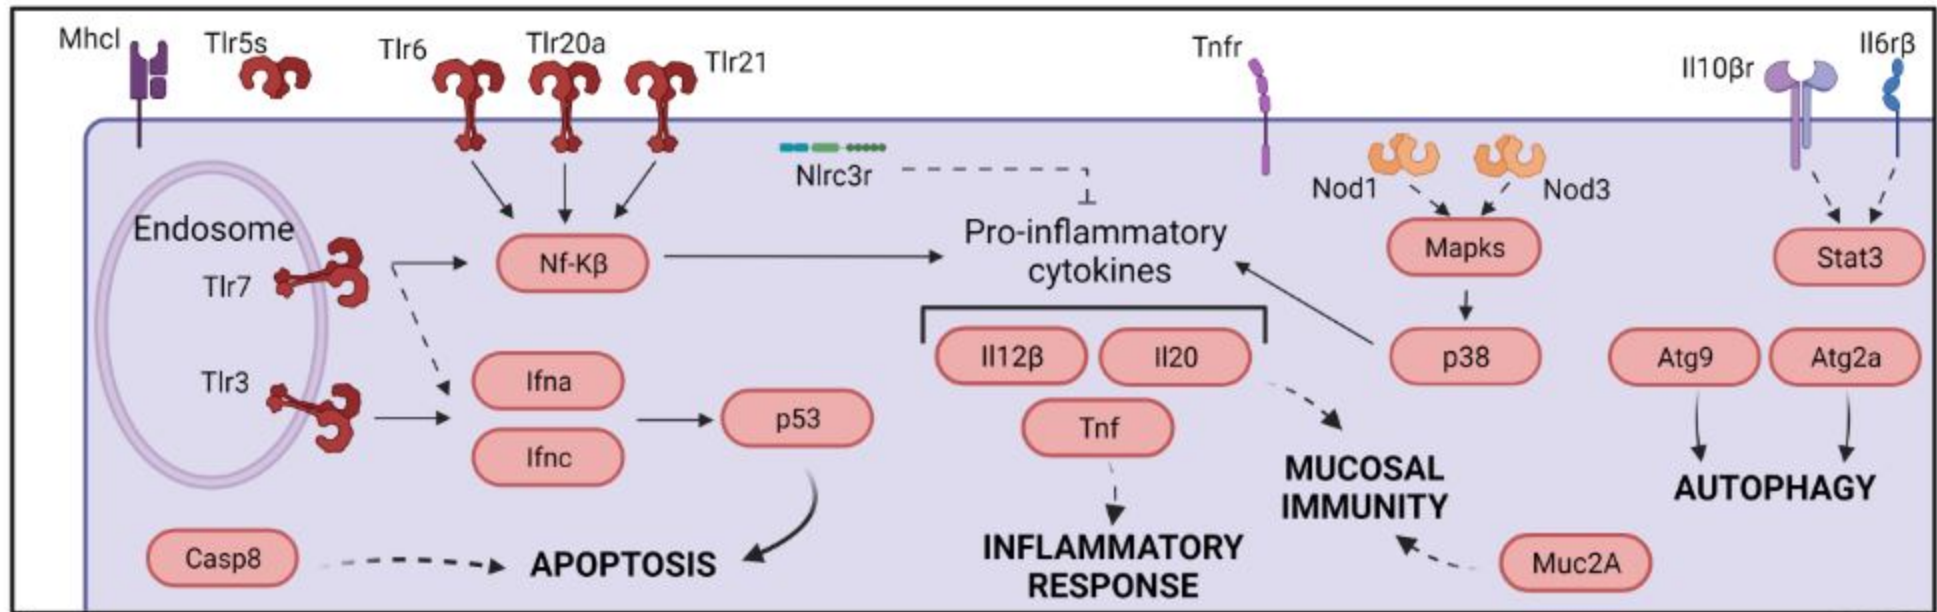 MhcI
Tlr5s
Tlr6
Tlr20a
Tlr21
Tnfr
Il10βr
Il6rβ
Nlrc3r
Nod1
Nod3
Endosome
Tlr7
Nf-Kβ
Pro-inflammatory
cytokines
Mapks
Stat3
Tlr3
Ifna
Ifnc
p53
Il12β
Il20
Tnf
p38
Atg9
Atg2a
MUCOSAL
IMMUNITY
AUTOPHAGY
Casp8
APOPTOSIS
INFLAMMATORY
RESPONSE
Muc2A